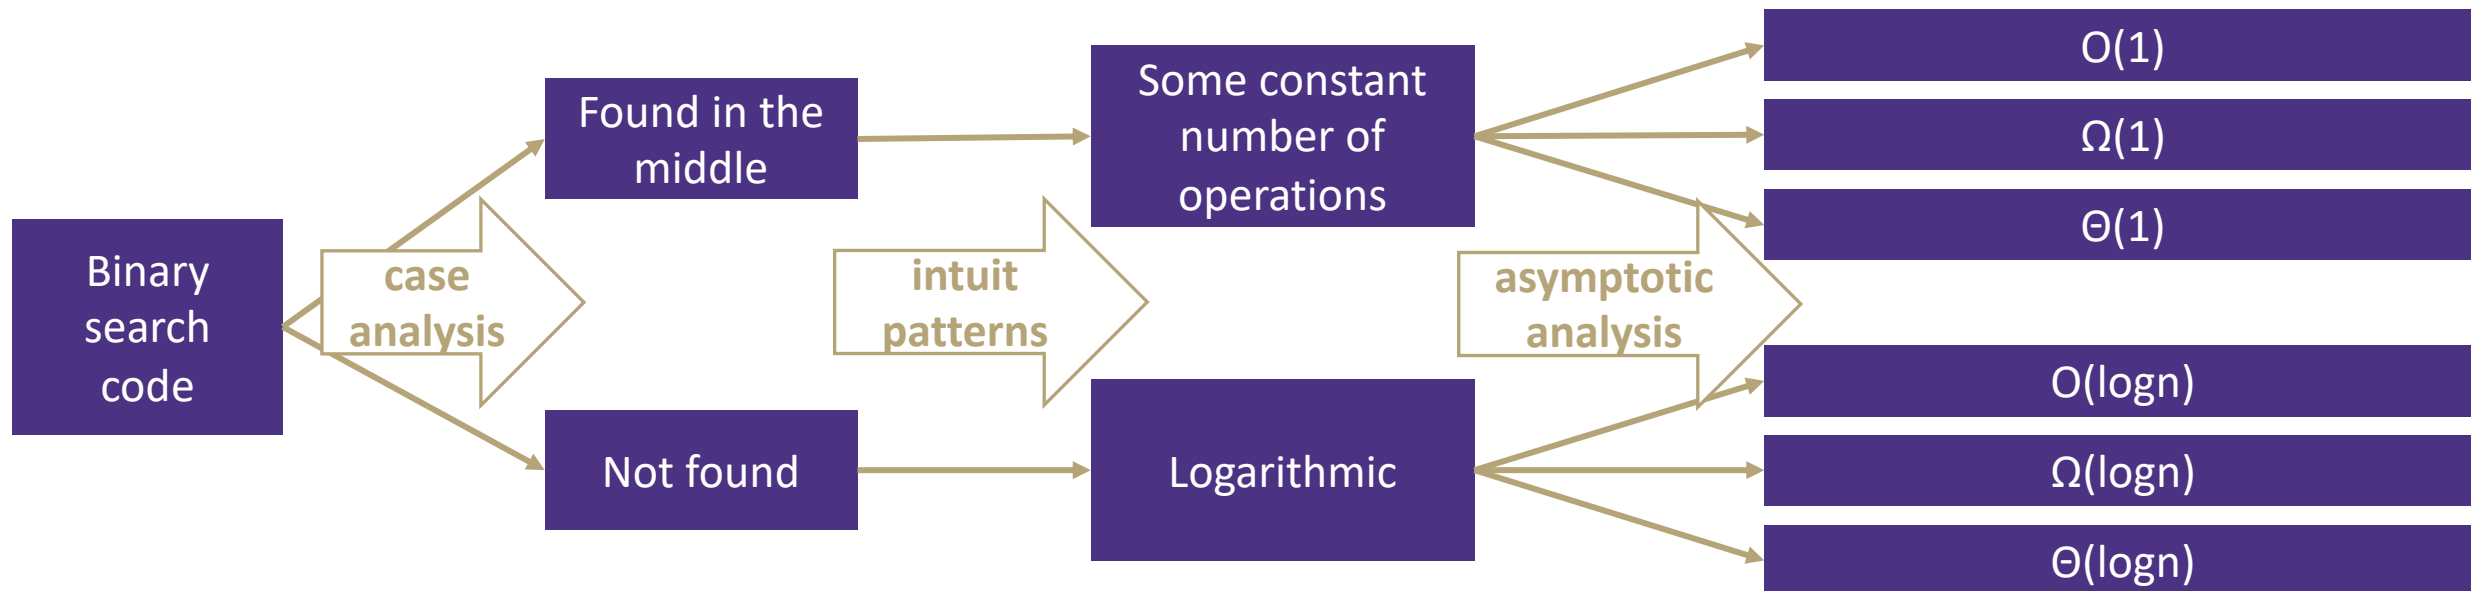 Binary
search
code
case
analysis
Found in the
middle
Not found
intuit
patterns
Some constant
number of
operations
Logarithmic
asymptotic
analysis
O(1)
Ω(1)
Θ(1)
O(logn)
Ω(logn)
Θ(logn)